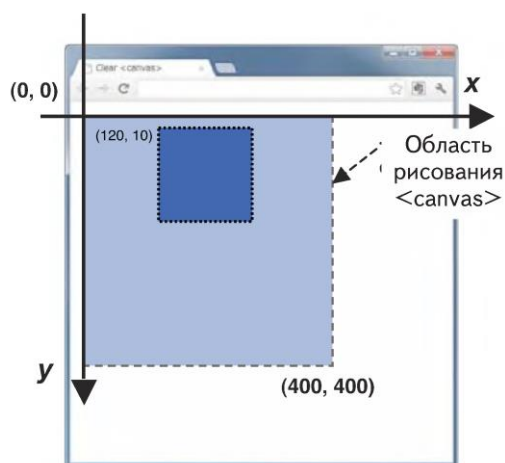 Clear <canvas>
(0, 0)
x
(120, 10)
Область
рисования
<canvas>
y
(400, 400)